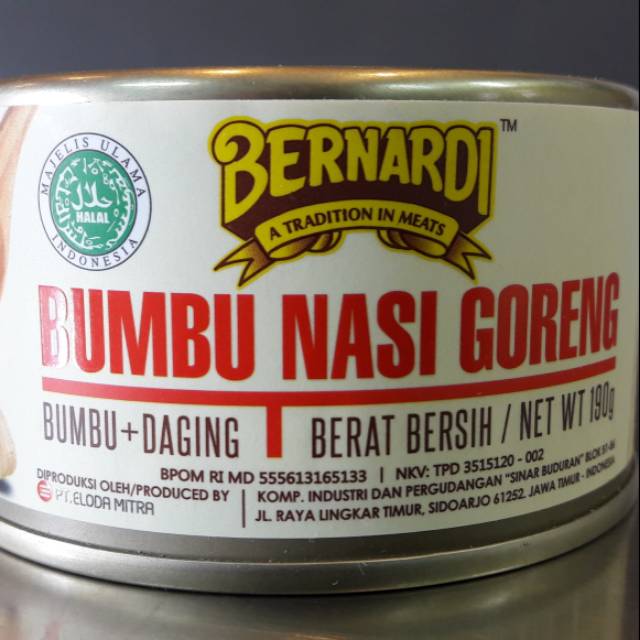 MAJELIS ULAMA
حلال
HALAL
INDONESIA
BERNARDI™
A TRADITION IN MEATS
BUMBU NASI GORENG
BUMBU+DAGING
BERAT BERSIH / NET WT 190g
BPOM RI MD 555613165133 | NKV: TPD 3515120 - 002
DIPRODUKSI OLEH/PRODUCED BY
PT.ELODA MITRA
KOMP. INDUSTRI DAN PERGUDANGAN "SINAR BUDURAN" BLOK
JL. RAYA LINGKAR TIMUR, SIDOARJO 61252. JAWA TIMUR - INDONESIA